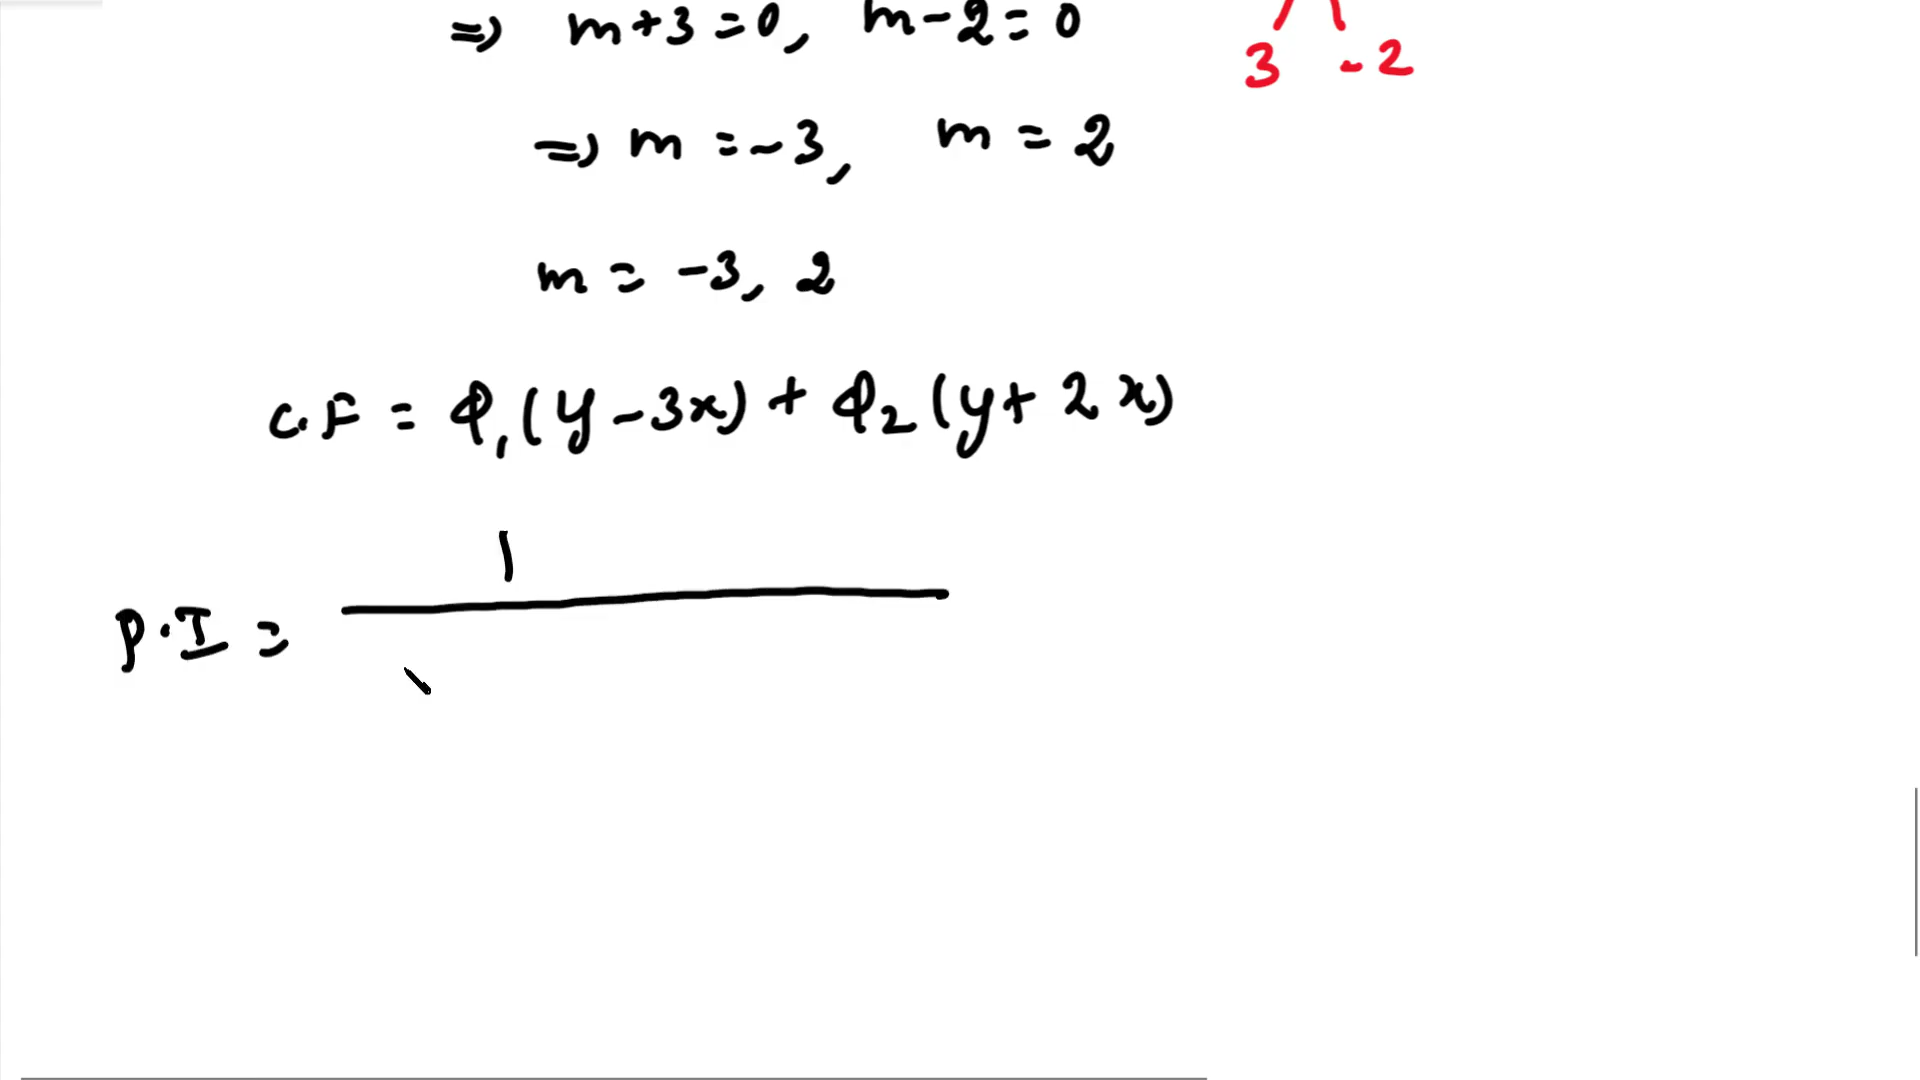 ⇒ m+3=0, m-2=0
3 -2
⇒ m=-3, m=2
m = -3, 2
C.F = φ₁(y-3x)+φ₂(y+2x)
1
P.I =